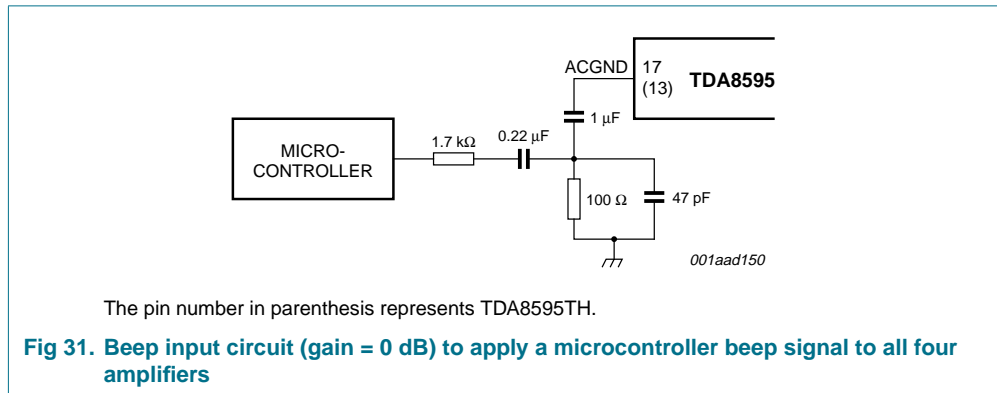 ACGND
17
(13)
TDA8595
1 μF
0.22 μF
1.7 kΩ
MICRO-
CONTROLLER
100 Ω
47 pF
001aad150
The pin number in parenthesis represents TDA8595TH.
Fig 31. Beep input circuit (gain = 0 dB) to apply a microcontroller beep signal to all four
amplifiers